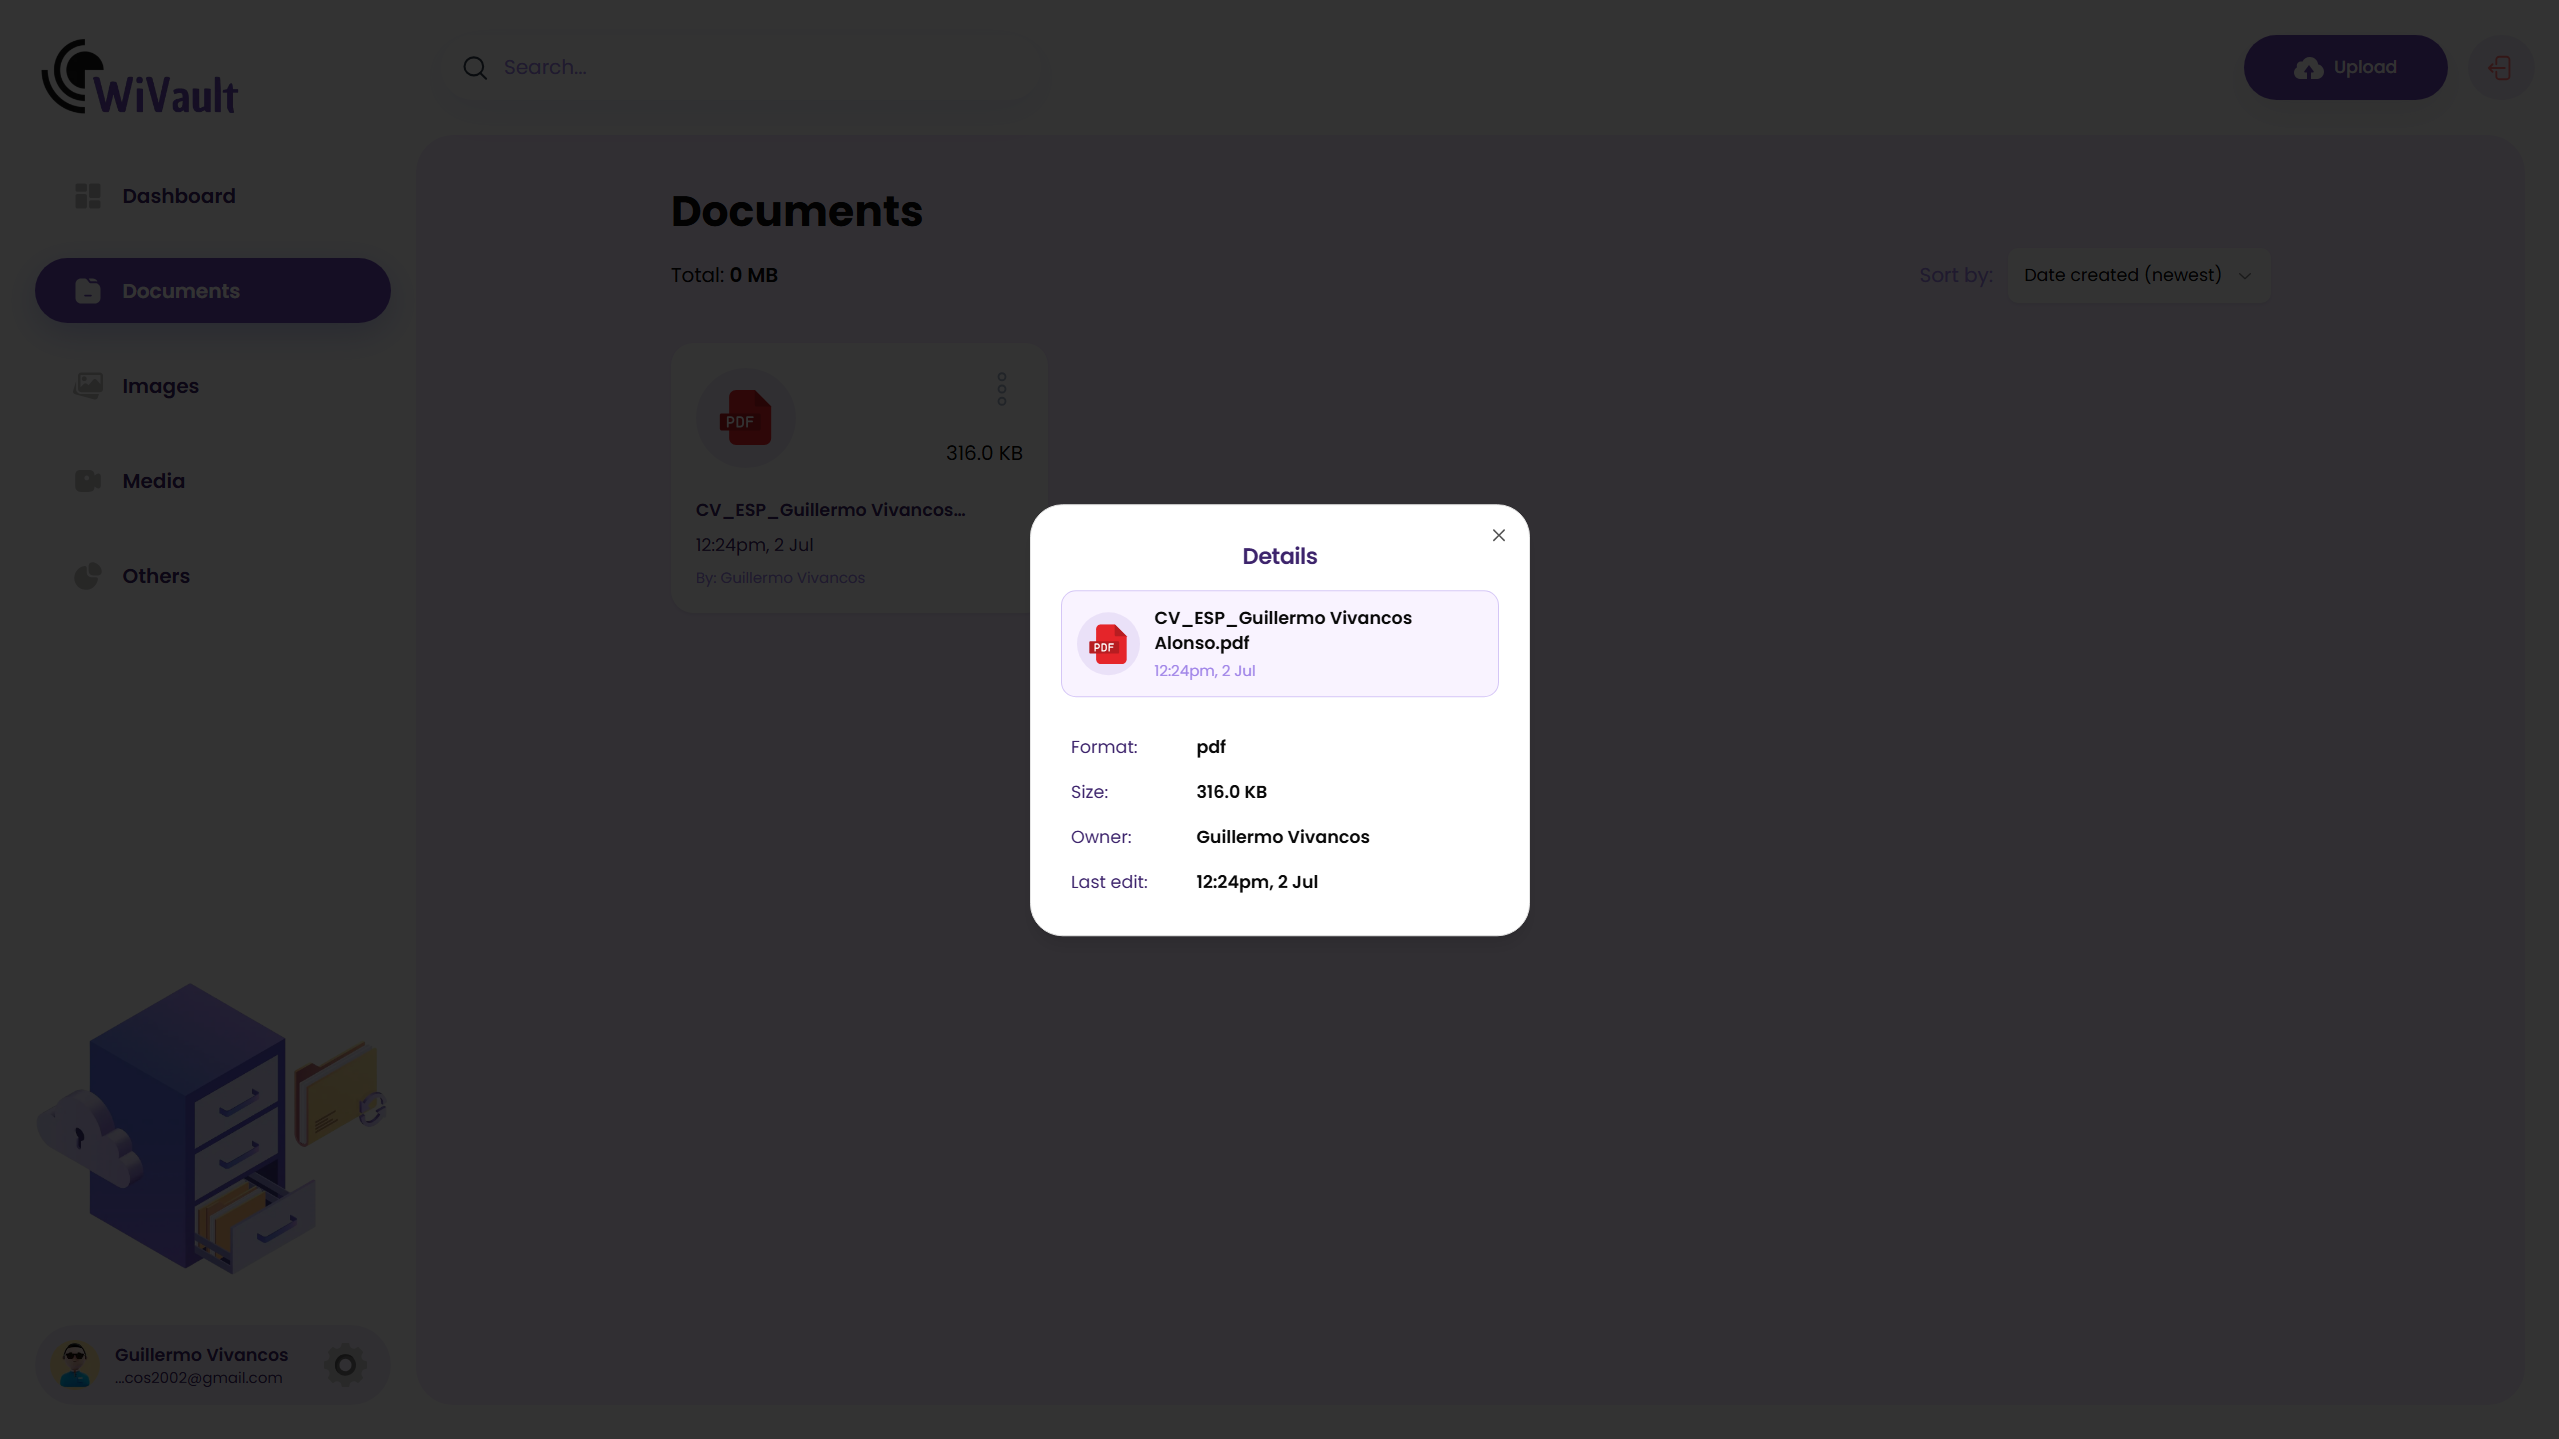 WiVault
Search...
Upload
Dashboard
Documents
Images
Media
Others
Documents
Total: 0 MB
Sort by:
Date created (newest)
PDF
316.0 KB
CV_ESP_Guillermo Vivancos...
12:24pm, 2 Jul
By: Guillermo Vivancos
Details
PDF
CV_ESP_Guillermo Vivancos
Alonso.pdf
12:24pm, 2 Jul
Format: pdf
Size: 316.0 KB
Owner: Guillermo Vivancos
Last edit: 12:24pm, 2 Jul
Guillermo Vivancos
...cos2002@gmail.com